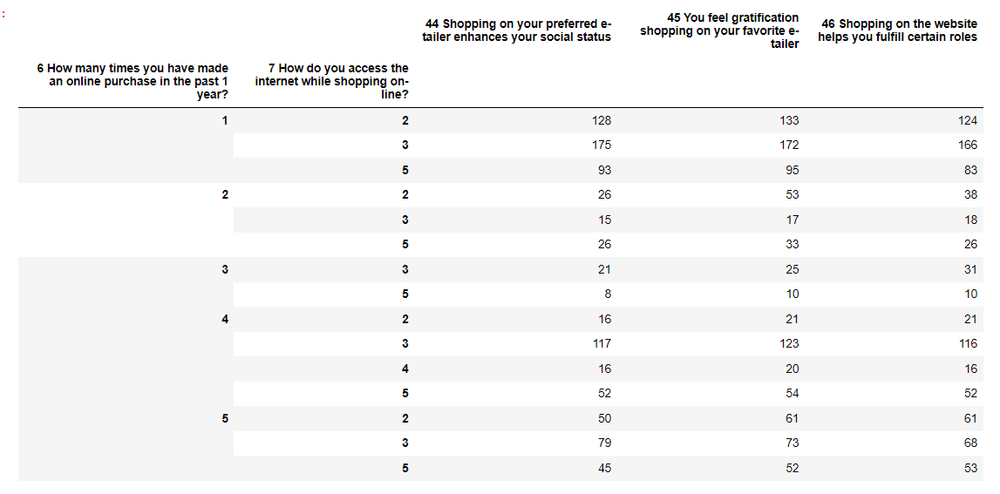 :
44 Shopping on your preferred e-
tailer enhances your social status
45 You feel gratification
shopping on your favorite e-
tailer
46 Shopping on the website
helps you fulfill certain roles
6 How many times you have made
an online purchase in the past 1
year?
7 How do you access the
internet while shopping on-
line?
1 2 128 133 124
3 175 172 166
5 93 95 83
2 2 26 53 38
3 15 17 18
5 26 33 26
3 3 21 25 31
5 8 10 10
4 2 16 21 21
3 117 123 116
4 16 20 16
5 52 54 52
5 2 50 61 61
3 79 73 68
5 45 52 53